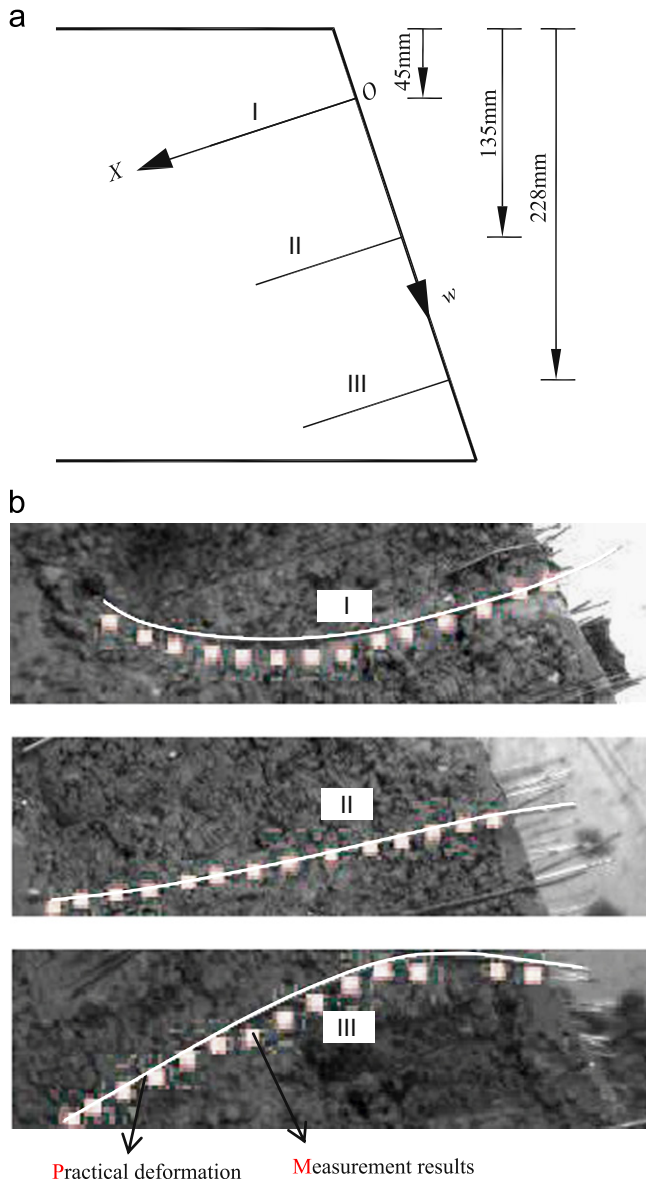 a
45mm
O
I
135mm
X
228mm
II
w
III
b
I
II
III
Practical deformation
Measurement results